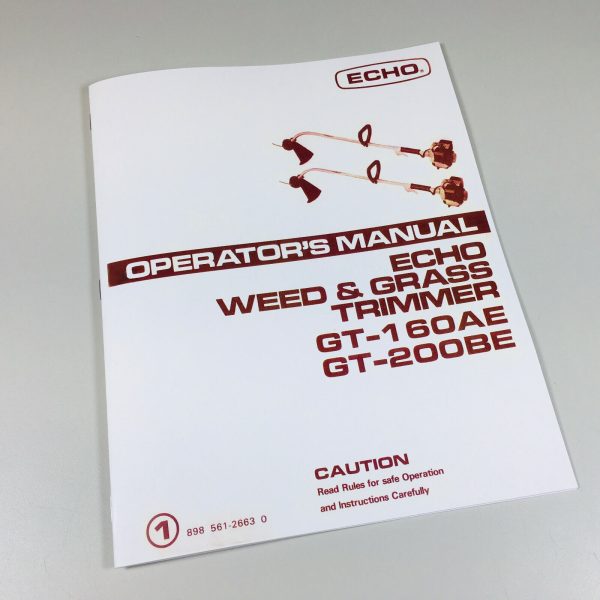 ECHO®
OPERATOR'S MANUAL
ECHO
WEED & GRASS
TRIMMER
GT-160AE
GT-200BE
CAUTION
Read Rules for safe Operation
and Instructions Carefully
1 898 561-2663 0